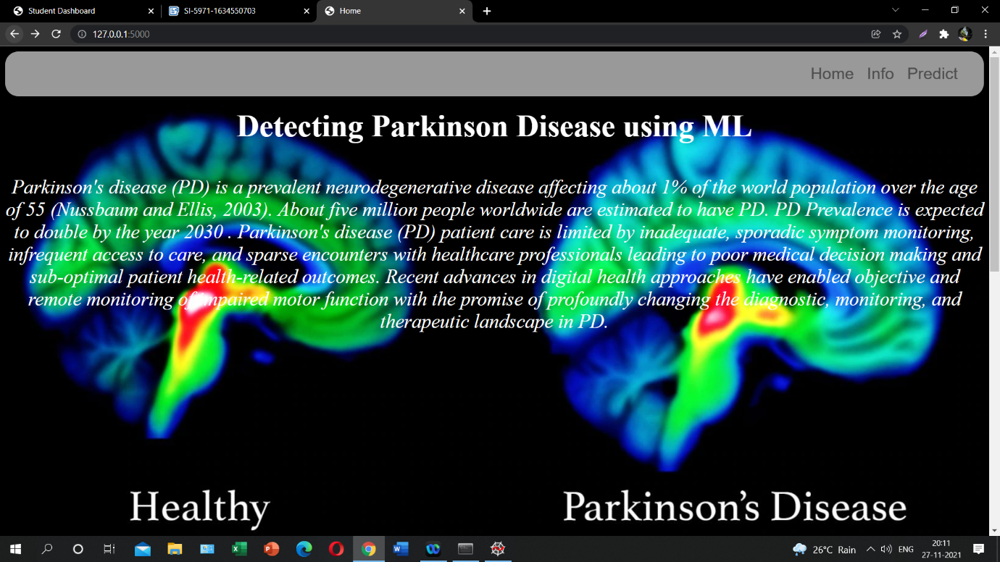 Student Dashboard
SI-5971-1634550703
Home
127.0.0.1:5000
Home Info Predict
Detecting Parkinson Disease using ML
Parkinson's disease (PD) is a prevalent neurodegenerative disease affecting about 1% of the world population over the age
of 55 (Nussbaum and Ellis, 2003). About five million people worldwide are estimated to have PD. PD Prevalence is expected
to double by the year 2030 . Parkinson's disease (PD) patient care is limited by inadequate, sporadic symptom monitoring,
infrequent access to care, and sparse encounters with healthcare professionals leading to poor medical decision making and
sub-optimal patient health-related outcomes. Recent advances in digital health approaches have enabled objective and
remote monitoring of impaired motor function with the promise of profoundly changing the diagnostic, monitoring, and
therapeutic landscape in PD.
Healthy
Parkinson’s Disease
26°C Rain
ENG
20:11
27-11-2021